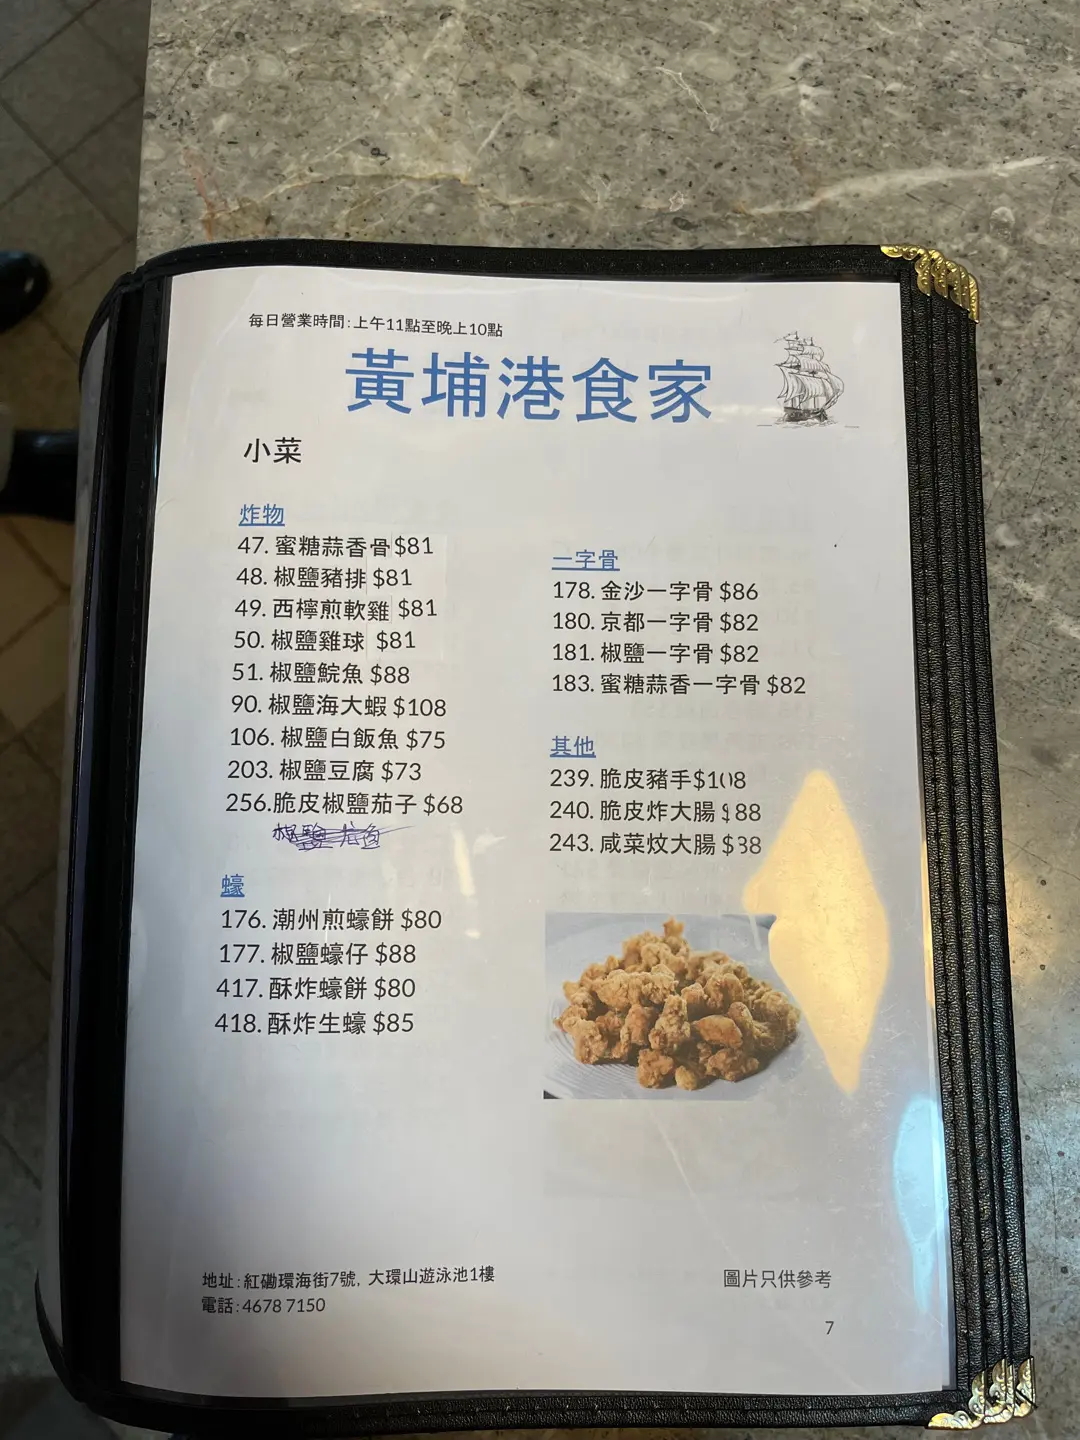 每日營業時間:上午11點至晚上10點
黃埔港食家
小菜
炸物
47. 蜜糖蒜香骨 $81
48. 椒鹽豬排 $81
49. 西檸煎軟雞 $81
50. 椒鹽雞球 $81
51. 椒鹽鯇魚 $88
90. 椒鹽海大蝦 $108
106. 椒鹽白飯魚 $75
203. 椒鹽豆腐 $73
256.脆皮椒鹽茄子 $68
椒鹽
蠔
176. 潮州煎蠔餅 $80
177. 椒鹽蠔仔 $88
417. 酥炸蠔餅 $80
418. 酥炸生蠔 $85
一字骨
178. 金沙一字骨 $86
180. 京都一字骨 $82
181. 椒鹽一字骨 $82
183. 蜜糖蒜香一字骨 $82
其他
239. 脆皮豬手$108
240. 脆皮炸大腸 $88
243. 咸菜炆大腸 $88
地址:紅磡環海街7號, 大環山遊泳池1樓
電話:4678 7150
圖片只供參考
7